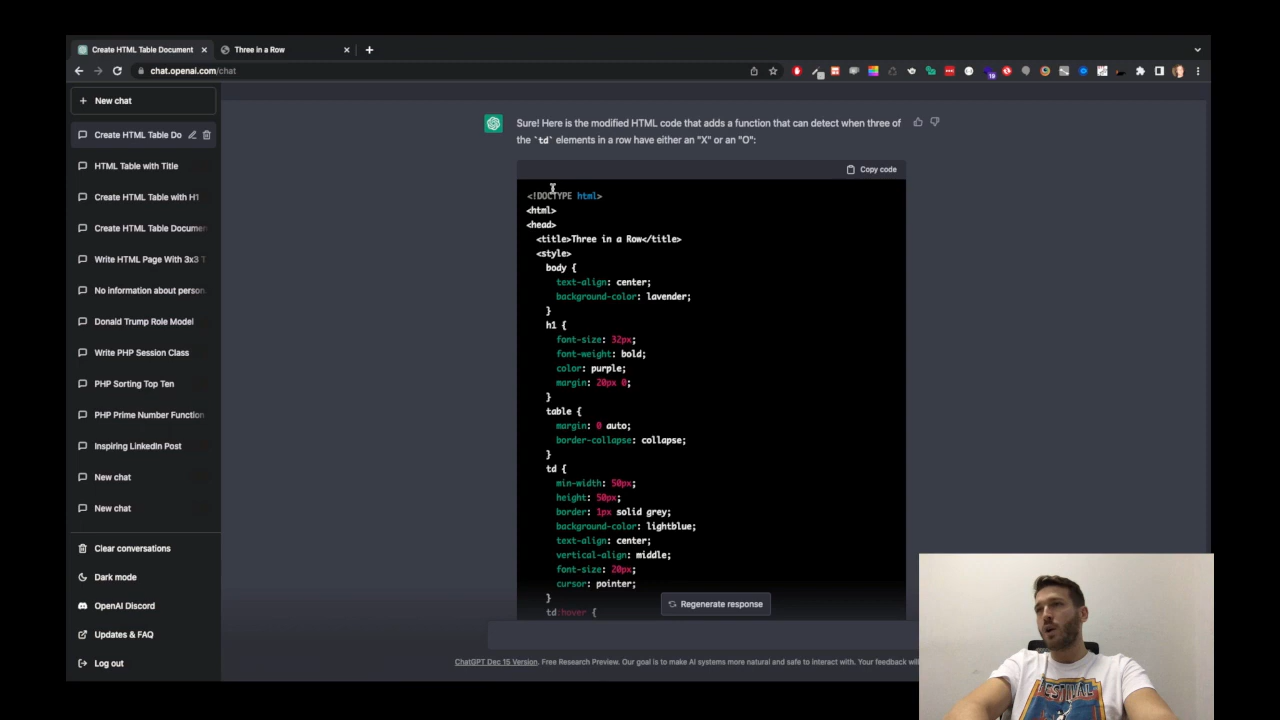 Create HTML Table Document
Three in a Row
chat.openai.com/chat
New chat
Create HTML Table Do
HTML Table with Title
Create HTML Table with H1
Create HTML Table Documen
Write HTML Page With 3x3 T
No information about person.
Donald Trump Role Model
Write PHP Session Class
PHP Sorting Top Ten
PHP Prime Number Function
Inspiring LinkedIn Post
New chat
New chat
Clear conversations
Dark mode
OpenAI Discord
Updates & FAQ
Log out
Sure! Here is the modified HTML code that adds a function that can detect when three of
the `td` elements in a row have either an "X" or an "O":
Copy code
<!DOCTYPE html>
<html>
<head>
<title>Three in a Row</title>
<style>
body {
text-align: center;
background-color: lavender;
}
h1 {
font-size: 32px;
font-weight: bold;
color: purple;
margin: 20px 0;
}
table {
margin: 0 auto;
border-collapse: collapse;
}
td {
min-width: 50px;
height: 50px;
border: 1px solid grey;
background-color: lightblue;
text-align: center;
vertical-align: middle;
font-size: 20px;
cursor: pointer;
}
td:hover {
Regenerate response
ChatGPT Dec 15 Version. Free Research Preview. Our goal is to make AI systems more natural and safe to interact with. Your feedback will